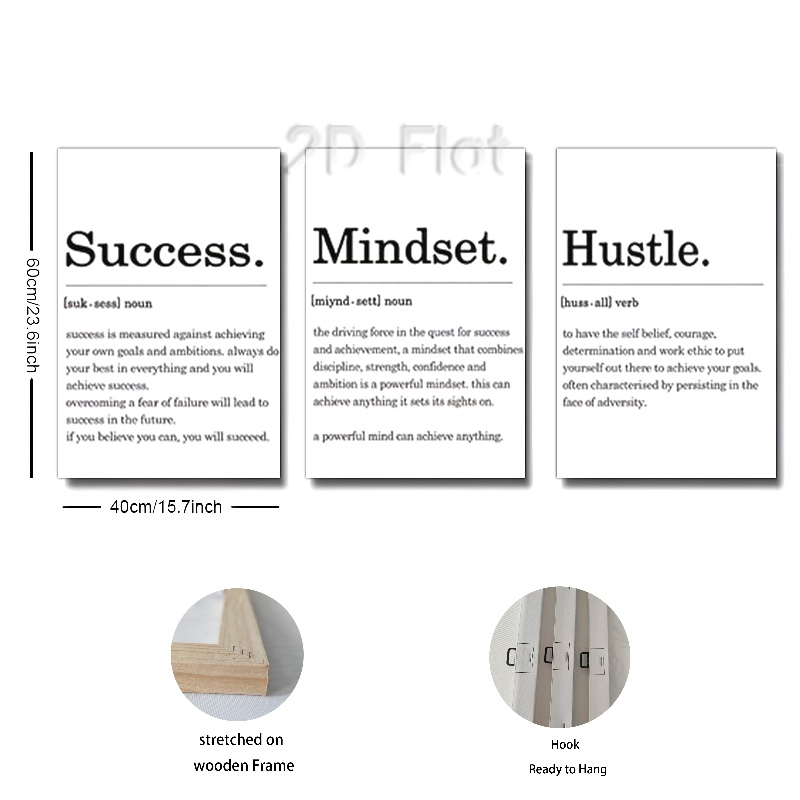 2D Flat
Success.
[suk·sess] noun
success is measured against achieving
your own goals and ambitions. always do
your best in everything and you will
achieve success.
overcoming a fear of failure will lead to
success in the future.
if you believe you can, you will succeed.
Mindset.
[miynd·sett] noun
the driving force in the quest for success
and achievement, a mindset that combines
discipline, strength, confidence and
ambition is a powerful mindset. this can
achieve anything it sets its sights on.
a powerful mind can achieve anything.
Hustle.
[huss·all] verb
to have the self belief, courage,
determination and work ethic to put
yourself out there to achieve your goals.
often characterised by persisting in the
face of adversity.
60cm/23.6inch
40cm/15.7inch
stretched on
wooden Frame
Hook
Ready to Hang